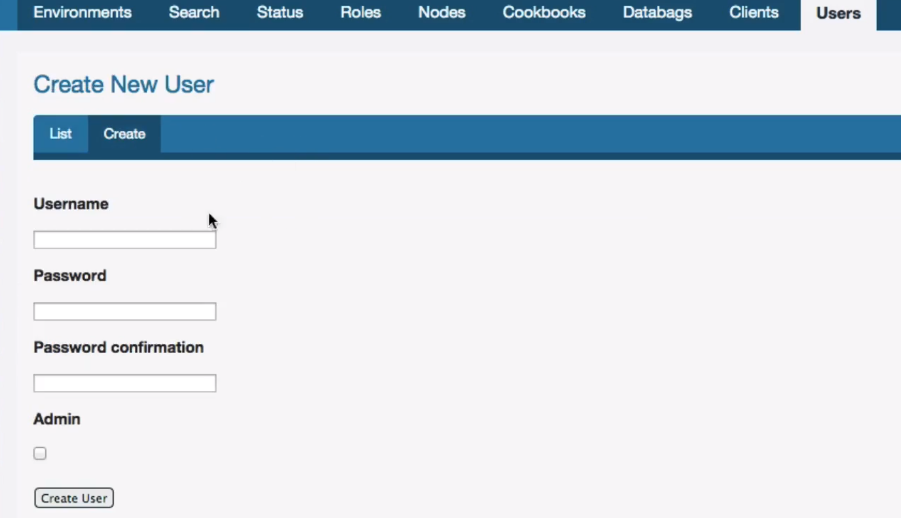 Environments Search Status Roles Nodes Cookbooks Databags Clients Users
Create New User
List Create
Username
Password
Password confirmation
Admin
Create User